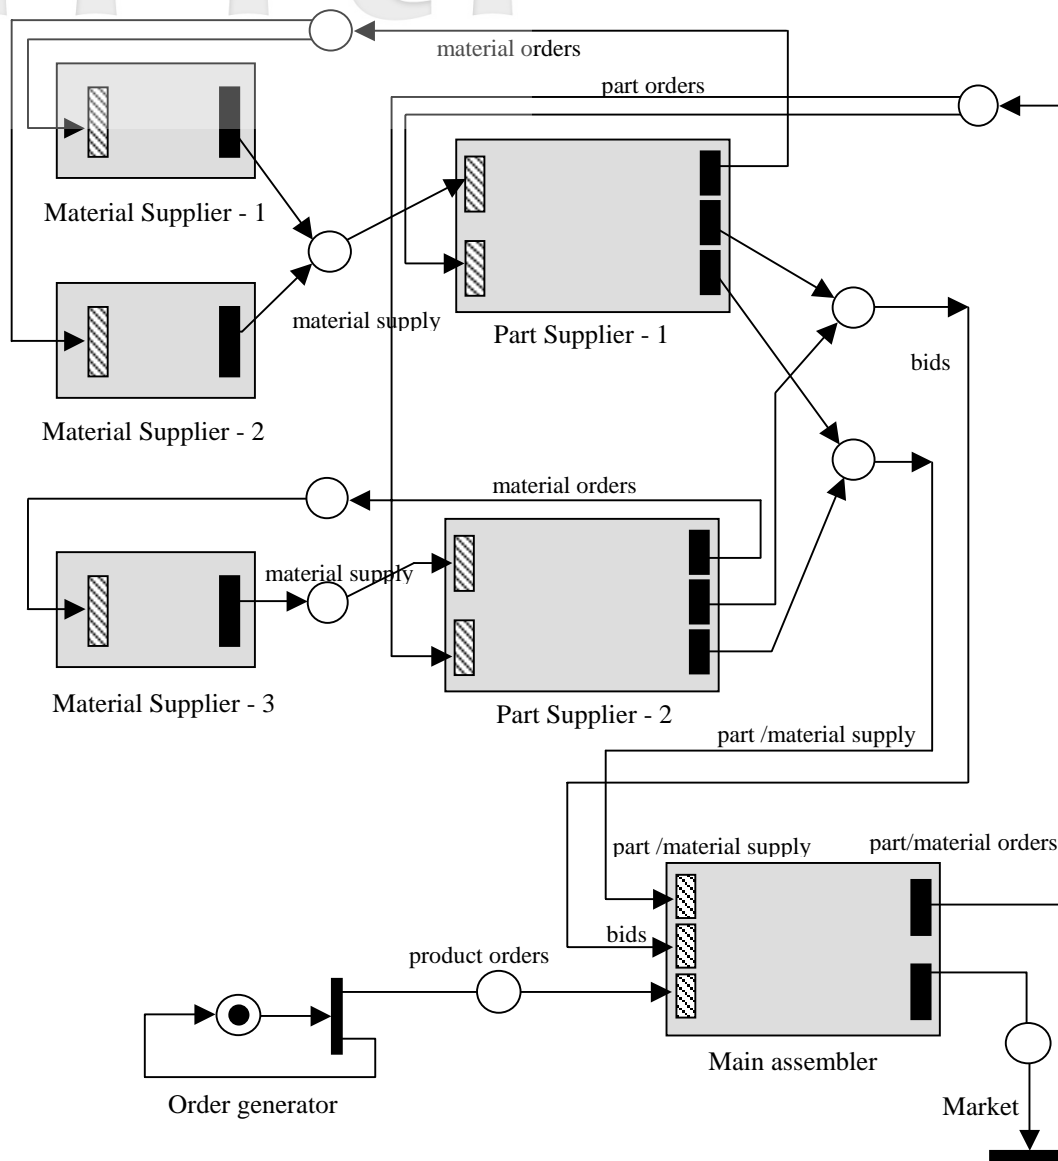 material orders
part orders
Material Supplier - 1
material supply
Part Supplier - 1
bids
Material Supplier - 2
material orders
material supply
Material Supplier - 3
Part Supplier - 2
part /material supply
part /material supply
part/material orders
bids
product orders
Main assembler
Order generator
Market